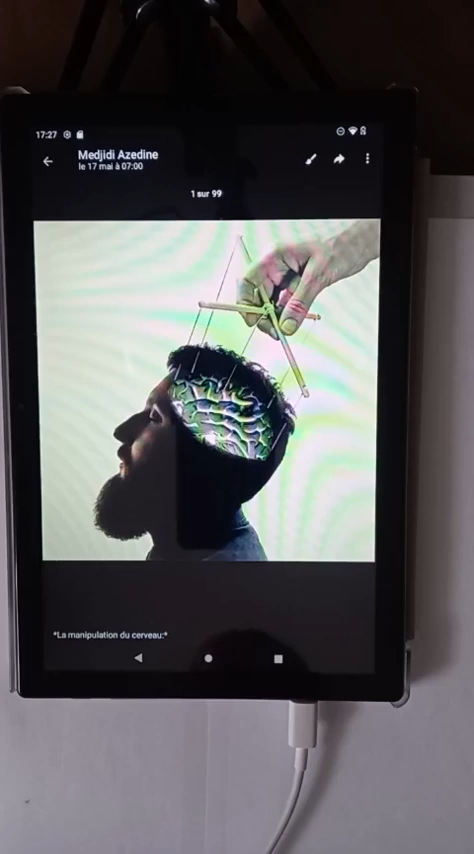 17:27
Medjidi Azedine
le 17 mai à 07:00
1 sur 99
*La manipulation du cerveau:*